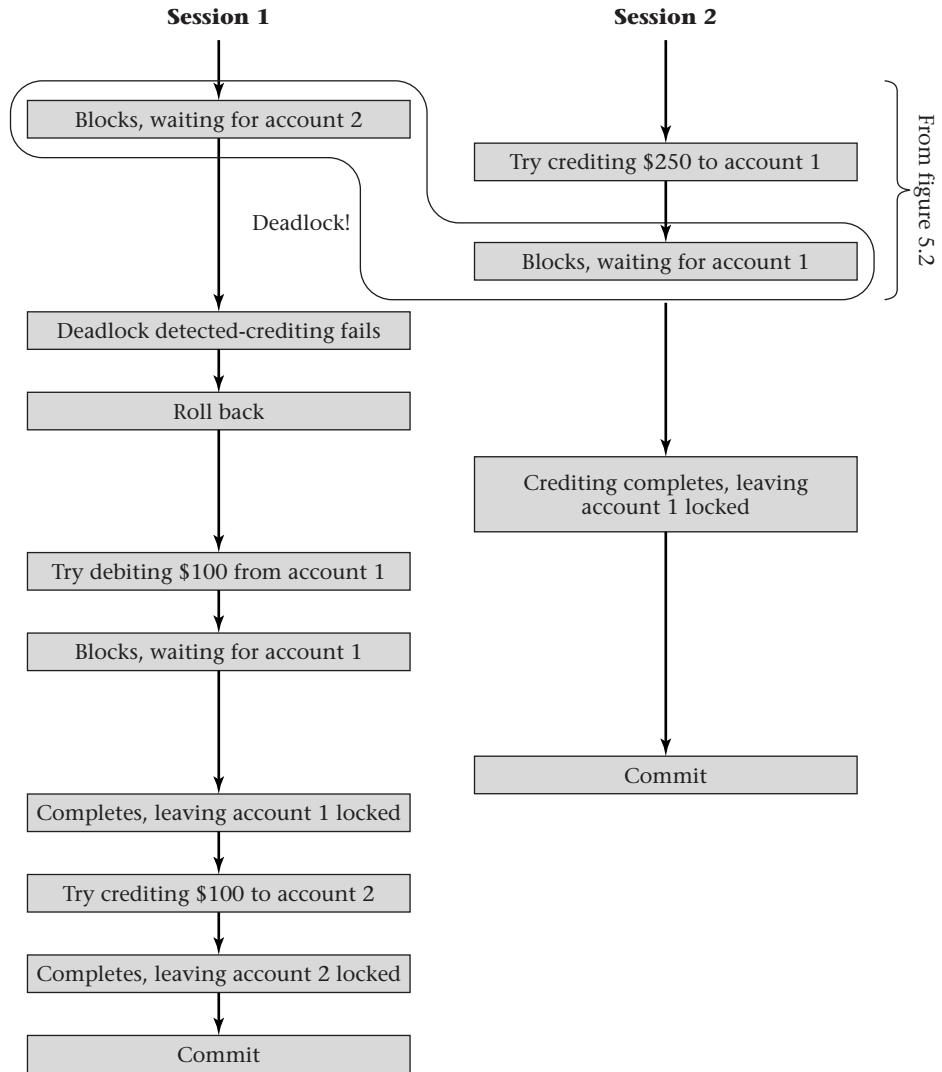 Session 1
Session 2
Blocks, waiting for account 2
Try crediting $250 to account 1
From figure 5.2
Deadlock!
Blocks, waiting for account 1
Deadlock detected-crediting fails
Roll back
Crediting completes, leaving
account 1 locked
Try debiting $100 from account 1
Blocks, waiting for account 1
Commit
Completes, leaving account 1 locked
Try crediting $100 to account 2
Completes, leaving account 2 locked
Commit